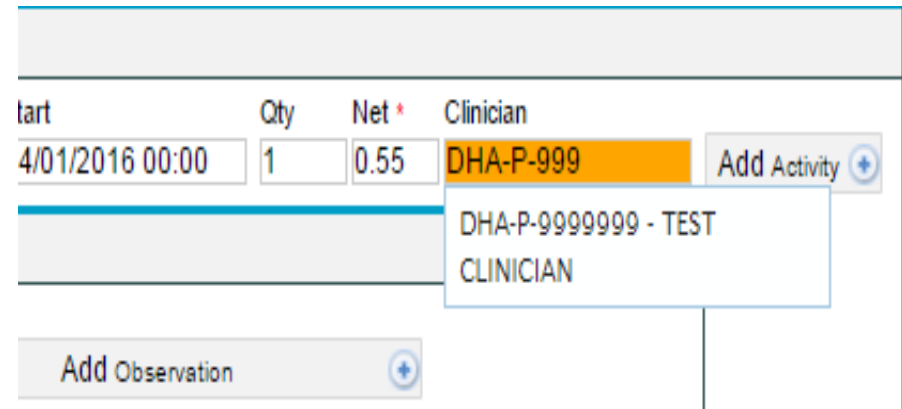 tart Qty Net * Clinician
4/01/2016 00:00 1 0.55 DHA-P-999 Add Activity
DHA-P-9999999 - TEST
CLINICIAN
Add Observation